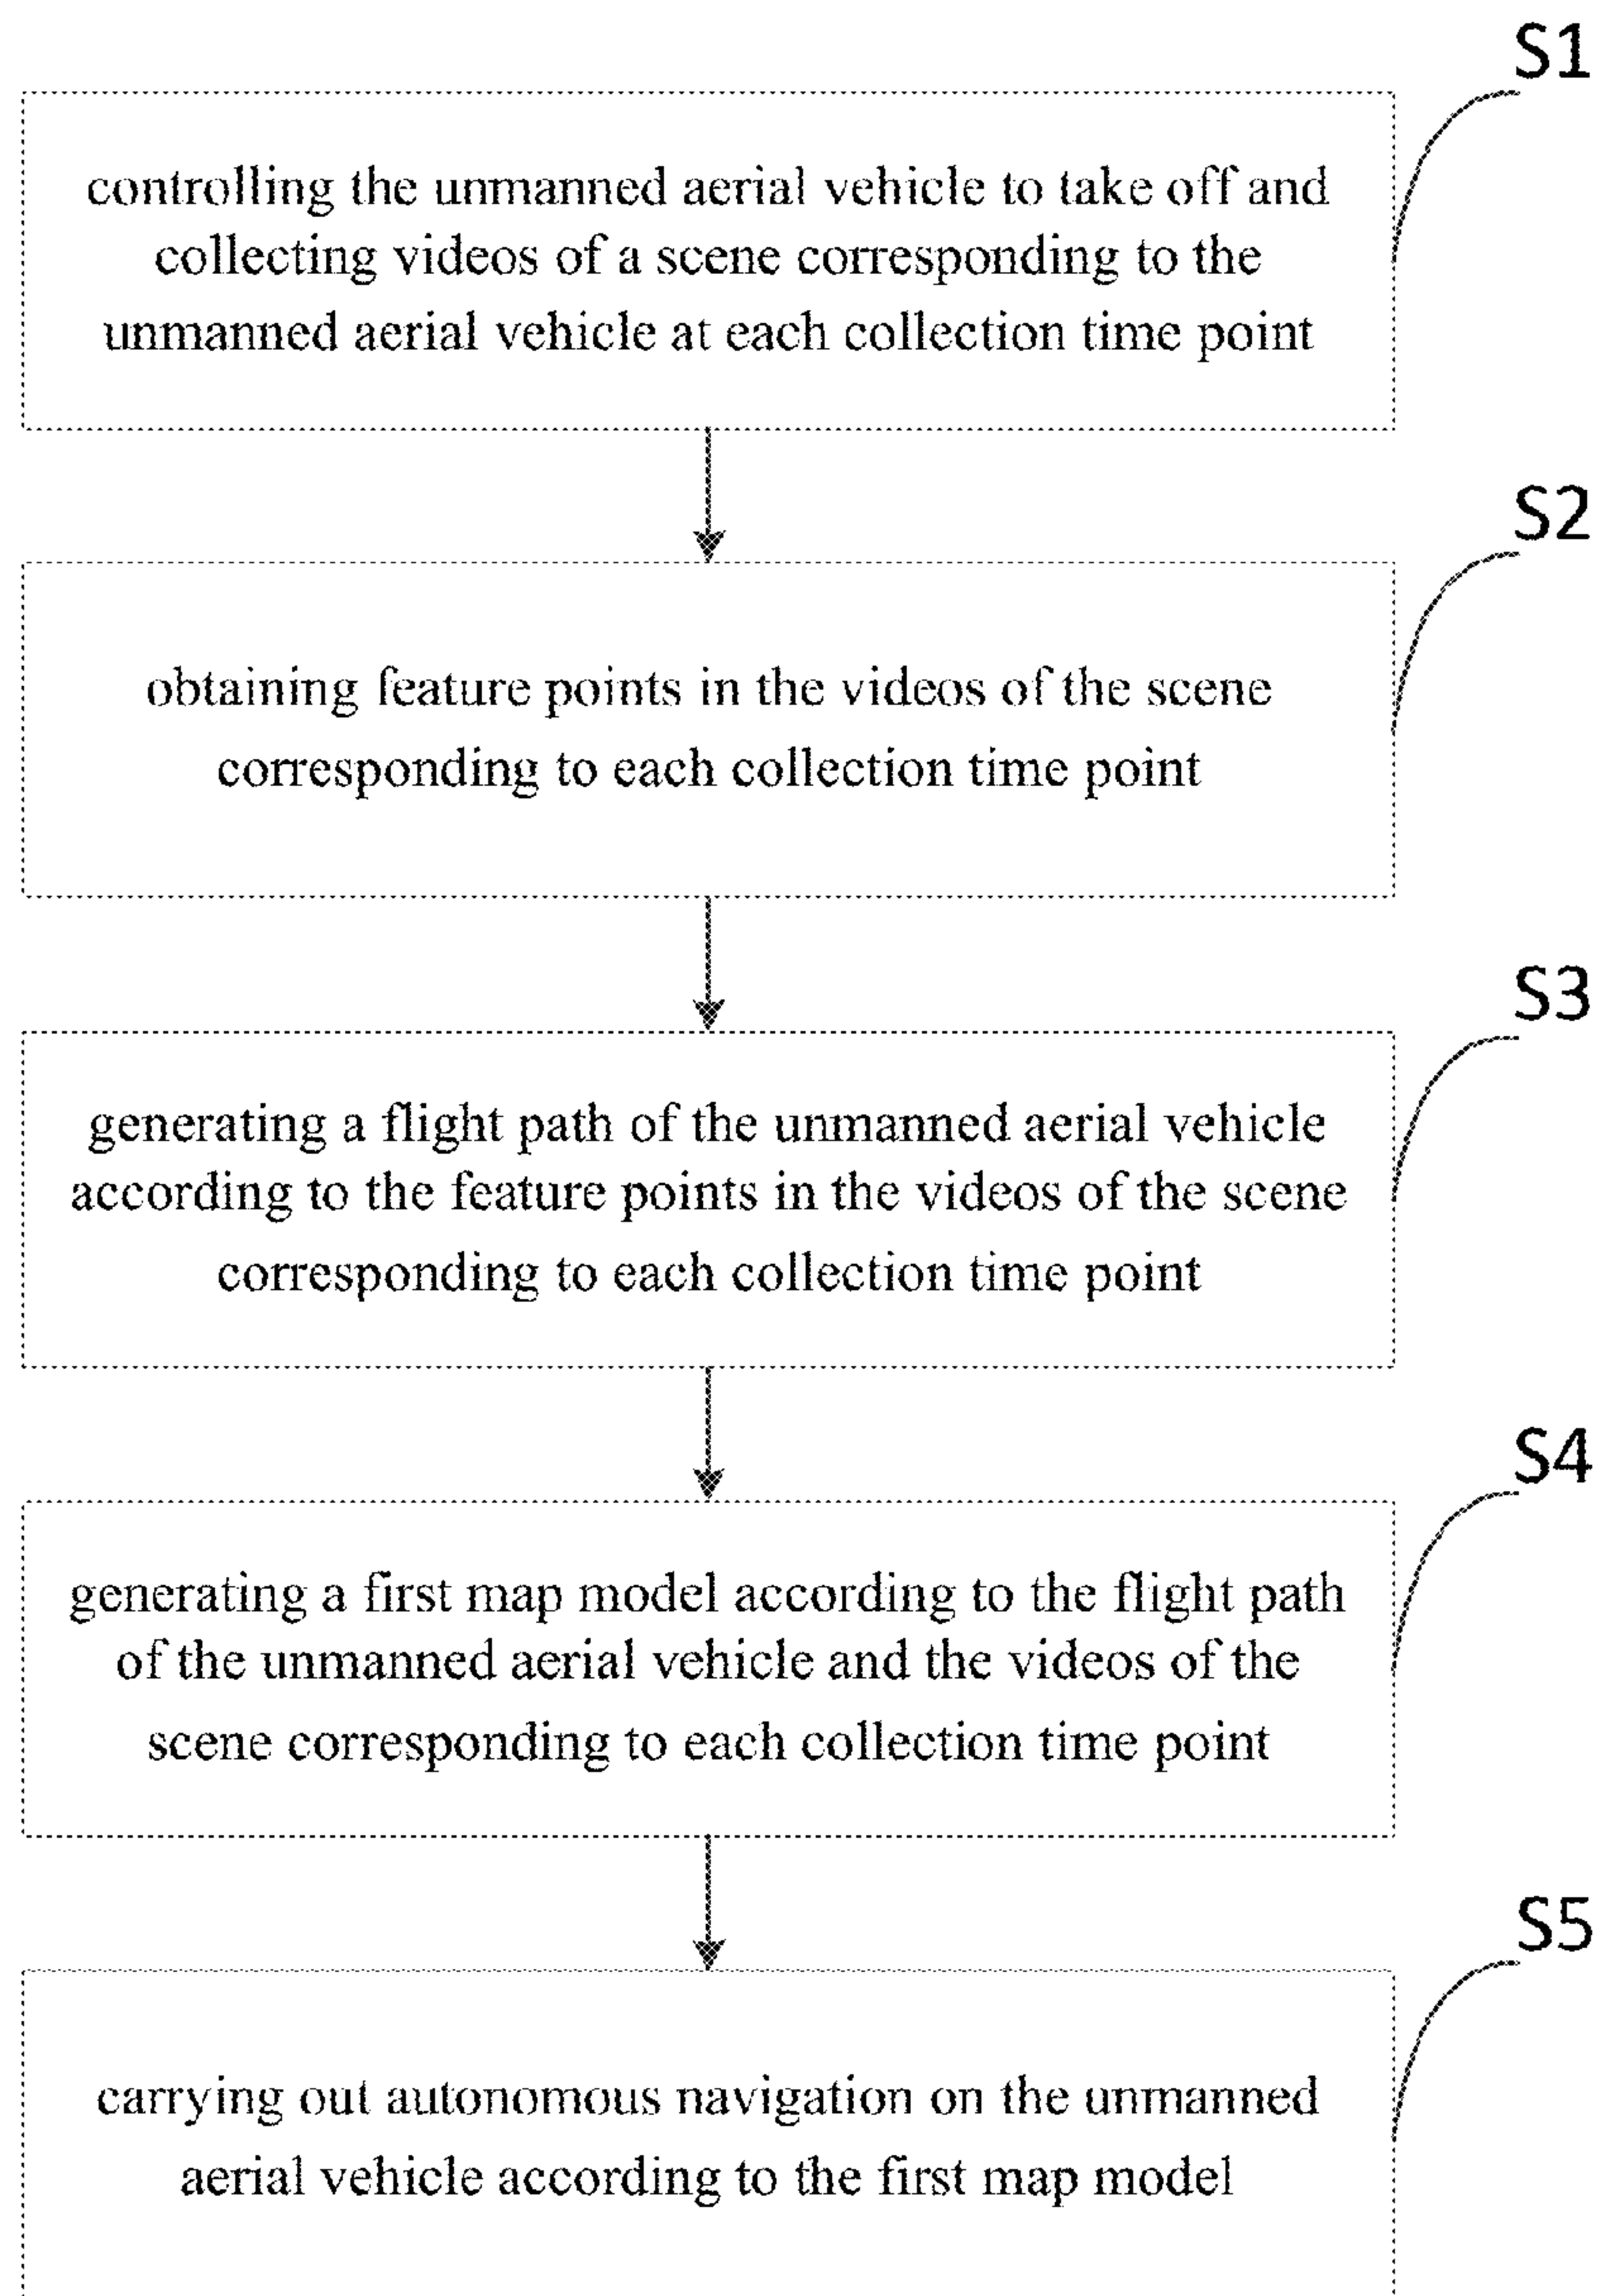 S1
controlling the unmanned aerial vehicle to take off and
collecting videos of a scene corresponding to the
unmanned aerial vehicle at each collection time point
S2
obtaining feature points in the videos of the scene
corresponding to each collection time point
S3
generating a flight path of the unmanned aerial vehicle
according to the feature points in the videos of the scene
corresponding to each collection time point
S4
generating a first map model according to the flight path
of the unmanned aerial vehicle and the videos of the
scene corresponding to each collection time point
S5
carrying out autonomous navigation on the unmanned
aerial vehicle according to the first map model